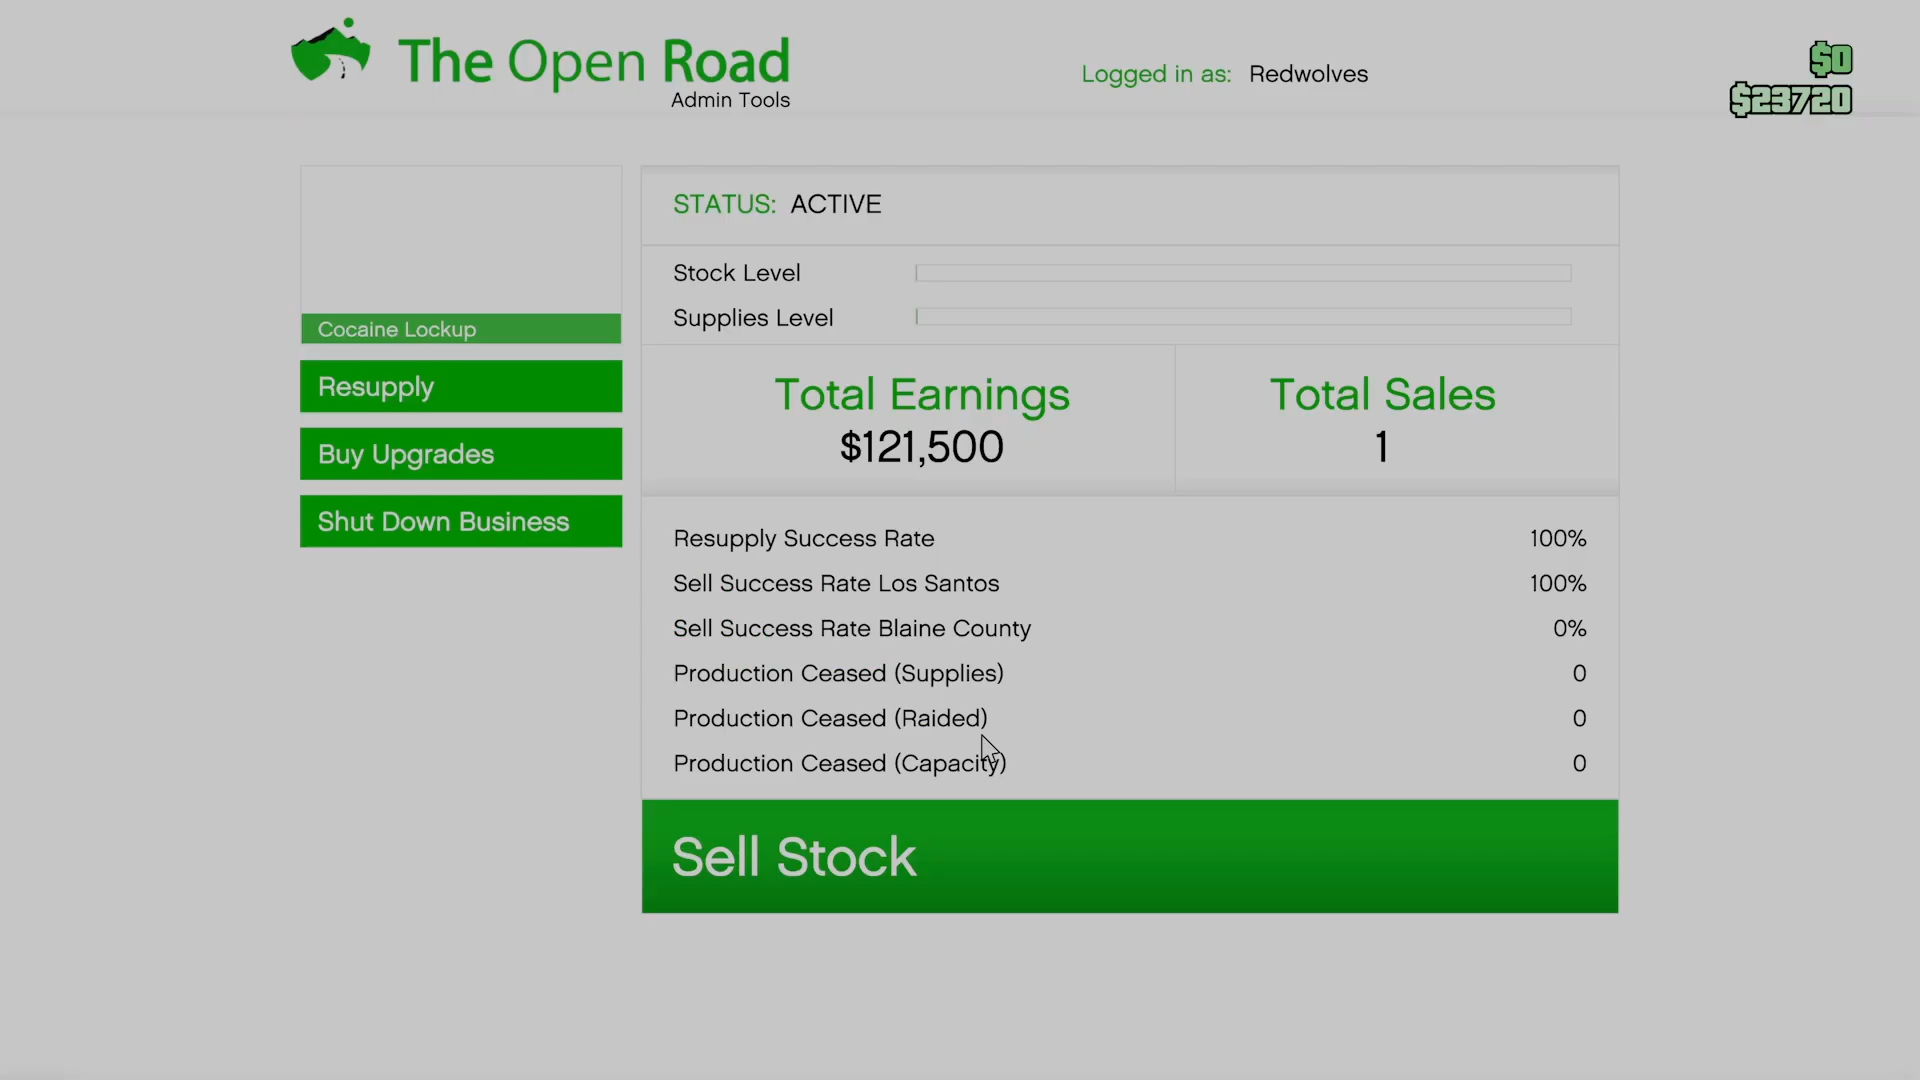 The Open Road
Admin Tools
Logged in as: Redwolves
$0
$23720
Cocaine Lockup
Resupply
Buy Upgrades
Shut Down Business
STATUS: ACTIVE
Stock Level
Supplies Level
Total Earnings
$121,500
Total Sales
1
Resupply Success Rate 100%
Sell Success Rate Los Santos 100%
Sell Success Rate Blaine County 0%
Production Ceased (Supplies) 0
Production Ceased (Raided) 0
Production Ceased (Capacity) 0
Sell Stock